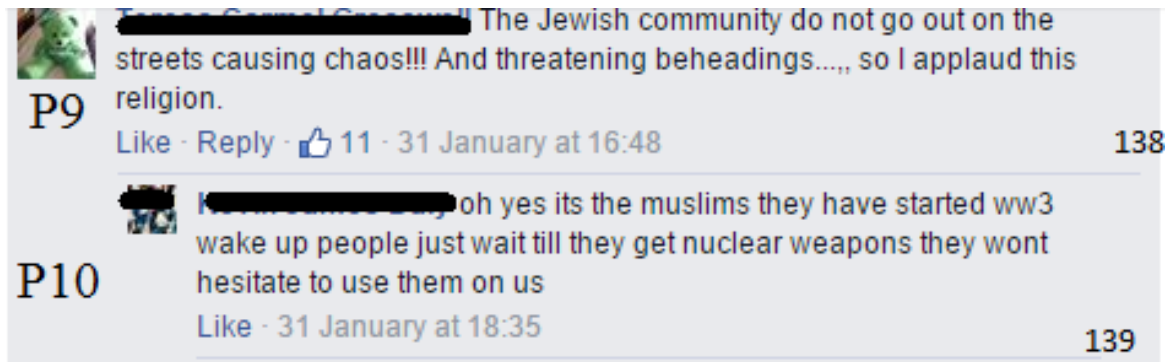 The Jewish community do not go out on the
streets causing chaos!!! And threatening beheadings...,, so I applaud this
religion.
P9
Like · Reply · 11 · 31 January at 16:48
138
oh yes its the muslims they have started ww3
wake up people just wait till they get nuclear weapons they wont
hesitate to use them on us
P10
Like · 31 January at 18:35
139